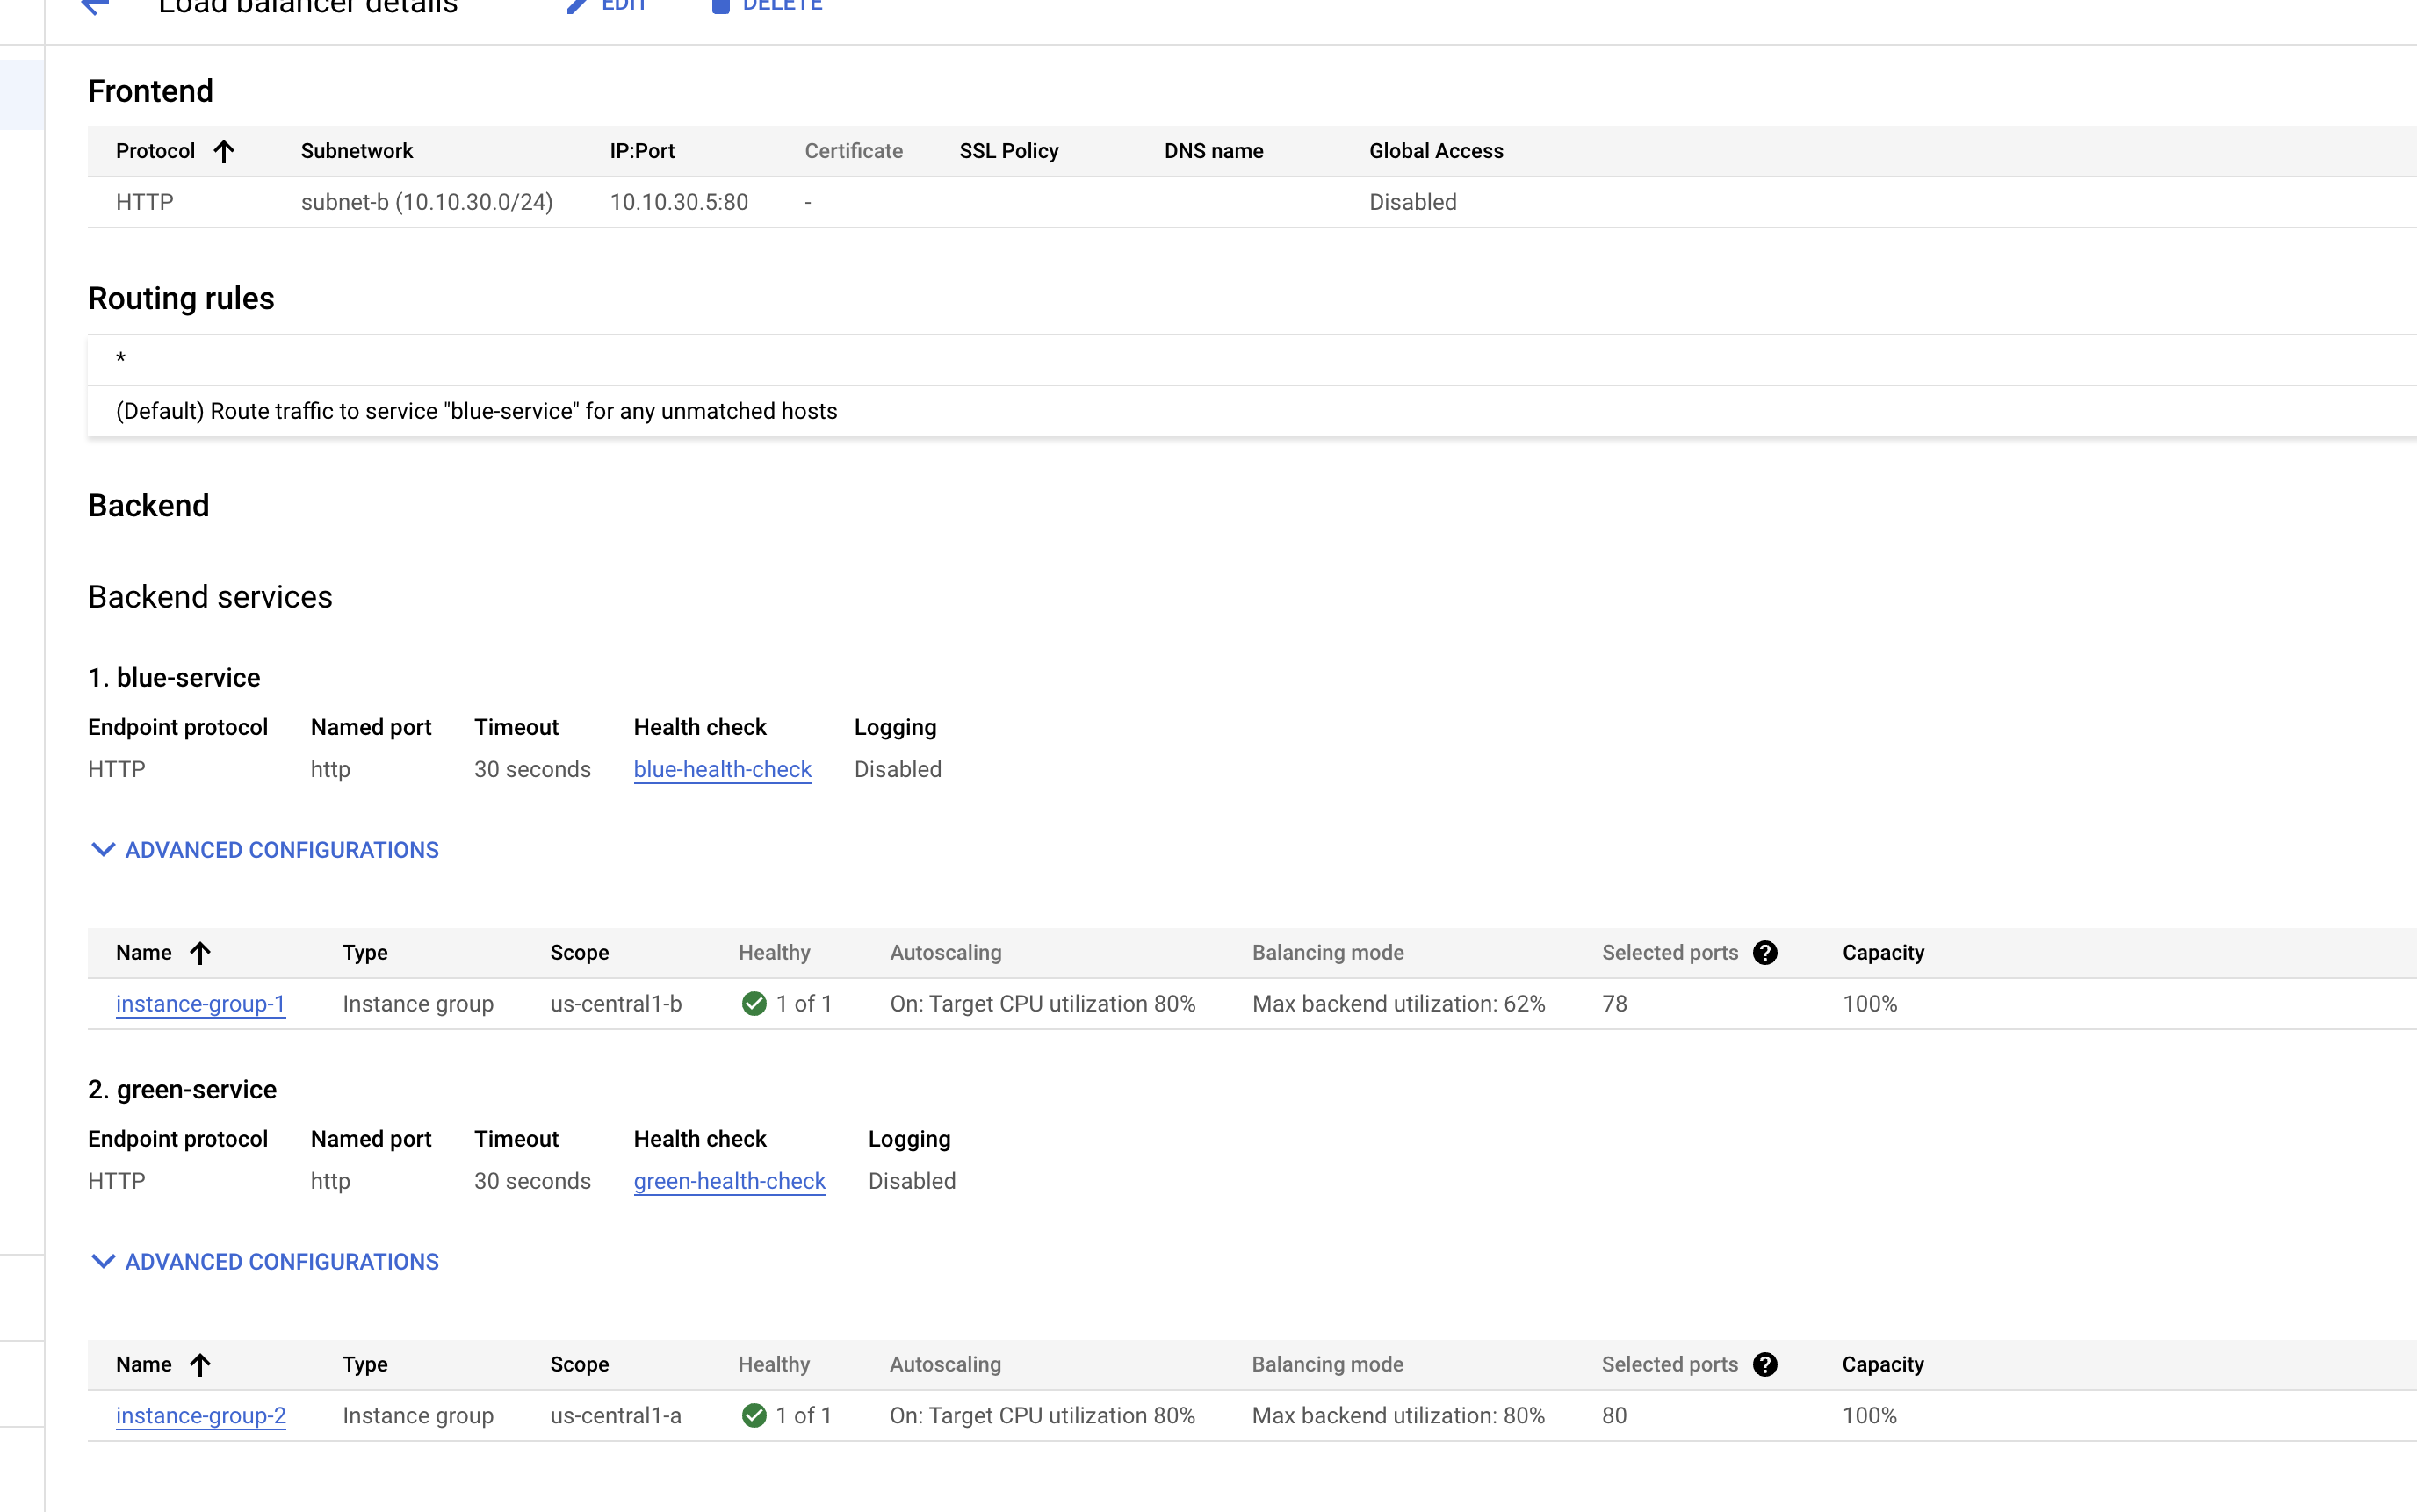 Load balancer details EDIT DELETE
Frontend
Protocol Subnetwork IP:Port Certificate SSL Policy DNS name Global Access
HTTP subnet-b (10.10.30.0/24) 10.10.30.5:80 - Disabled
Routing rules
*
(Default) Route traffic to service "blue-service" for any unmatched hosts
Backend
Backend services
1. blue-service
Endpoint protocol Named port Timeout Health check Logging
HTTP http 30 seconds blue-health-check Disabled
ADVANCED CONFIGURATIONS
Name Type Scope Healthy Autoscaling Balancing mode Selected ports ? Capacity
instance-group-1 Instance group us-central1-b 1 of 1 On: Target CPU utilization 80% Max backend utilization: 62% 78 100%
2. green-service
Endpoint protocol Named port Timeout Health check Logging
HTTP http 30 seconds green-health-check Disabled
ADVANCED CONFIGURATIONS
Name Type Scope Healthy Autoscaling Balancing mode Selected ports ? Capacity
instance-group-2 Instance group us-central1-a 1 of 1 On: Target CPU utilization 80% Max backend utilization: 80% 80 100%